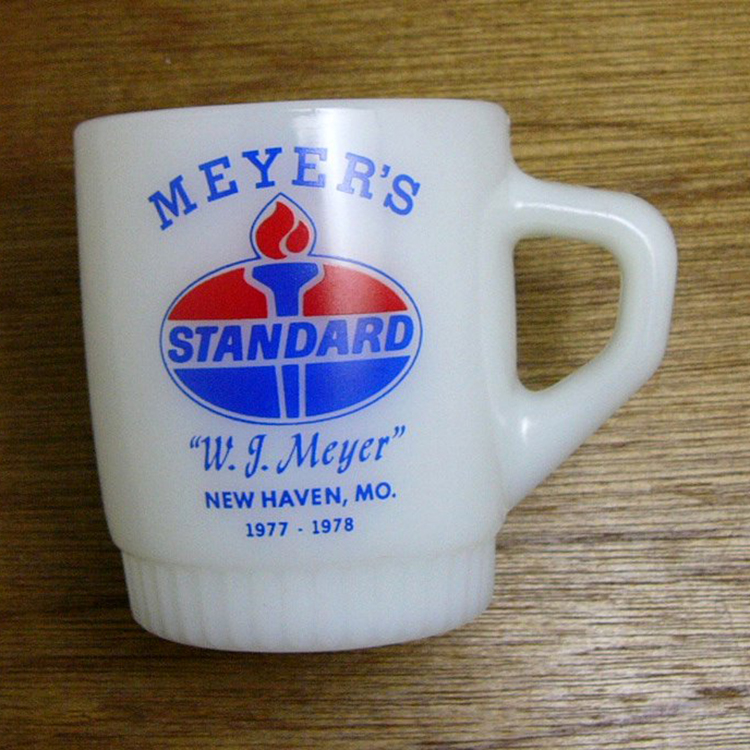 MEYER'S
STANDARD
"W. J. Meyer"
NEW HAVEN, MO.
1977 - 1978